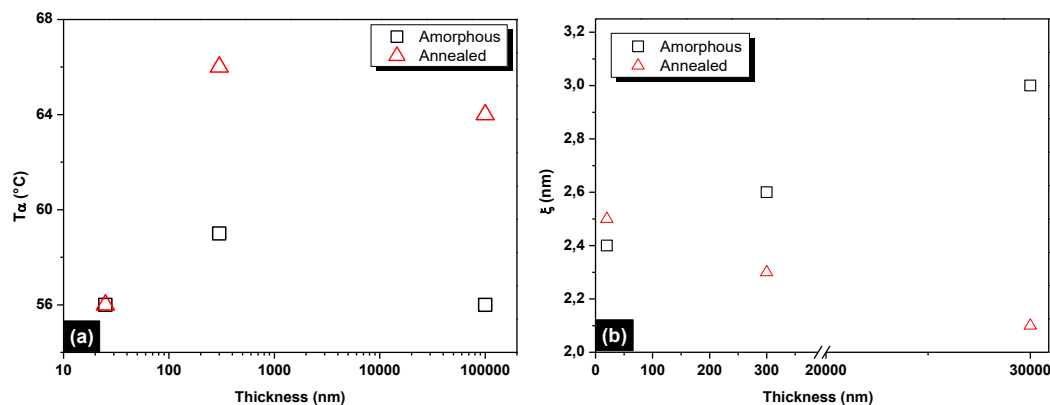 68
64
60
56
Tα (°C)
10
100
1000
10000
100000
Thickness (nm)
Amorphous
Annealed
(a)
3,2
3,0
2,8
2,6
2,4
2,2
2,0
ξ (nm)
0
100
200
300
20000
30000
Thickness (nm)
Amorphous
Annealed
(b)